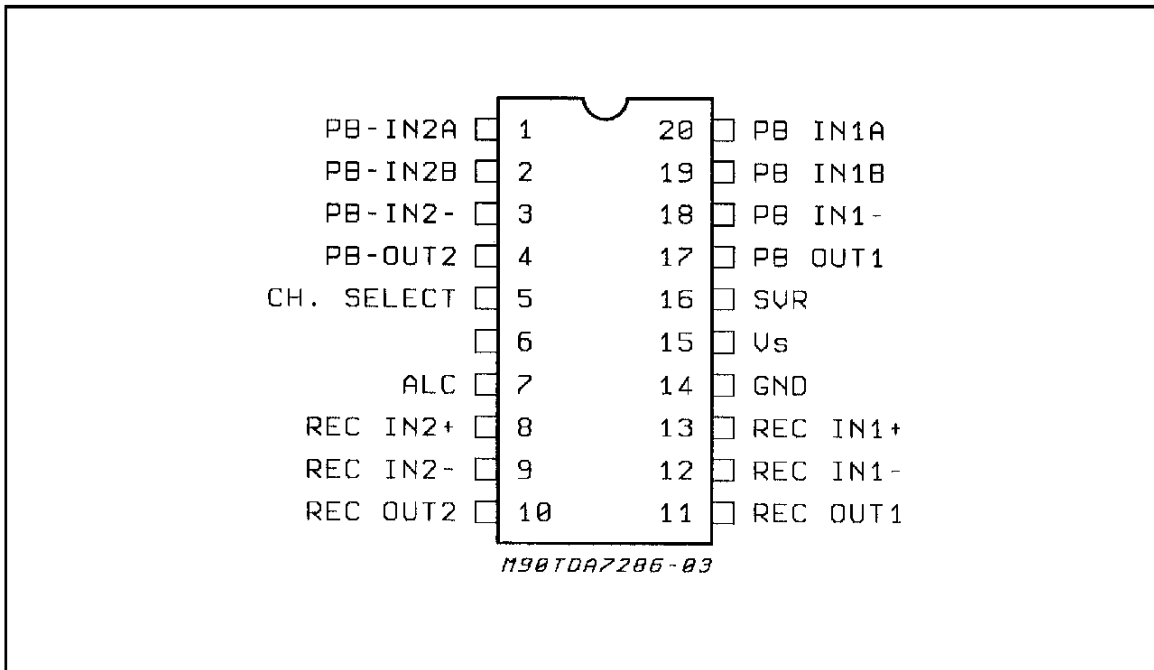 PB-IN2A 1 20 PB IN1A
PB-IN2B 2 19 PB IN1B
PB-IN2- 3 18 PB IN1-
PB-OUT2 4 17 PB OUT1
CH. SELECT 5 16 SVR
6 15 Vs
ALC 7 14 GND
REC IN2+ 8 13 REC IN1+
REC IN2- 9 12 REC IN1-
REC OUT2 10 11 REC OUT1
M90TDA7286-03